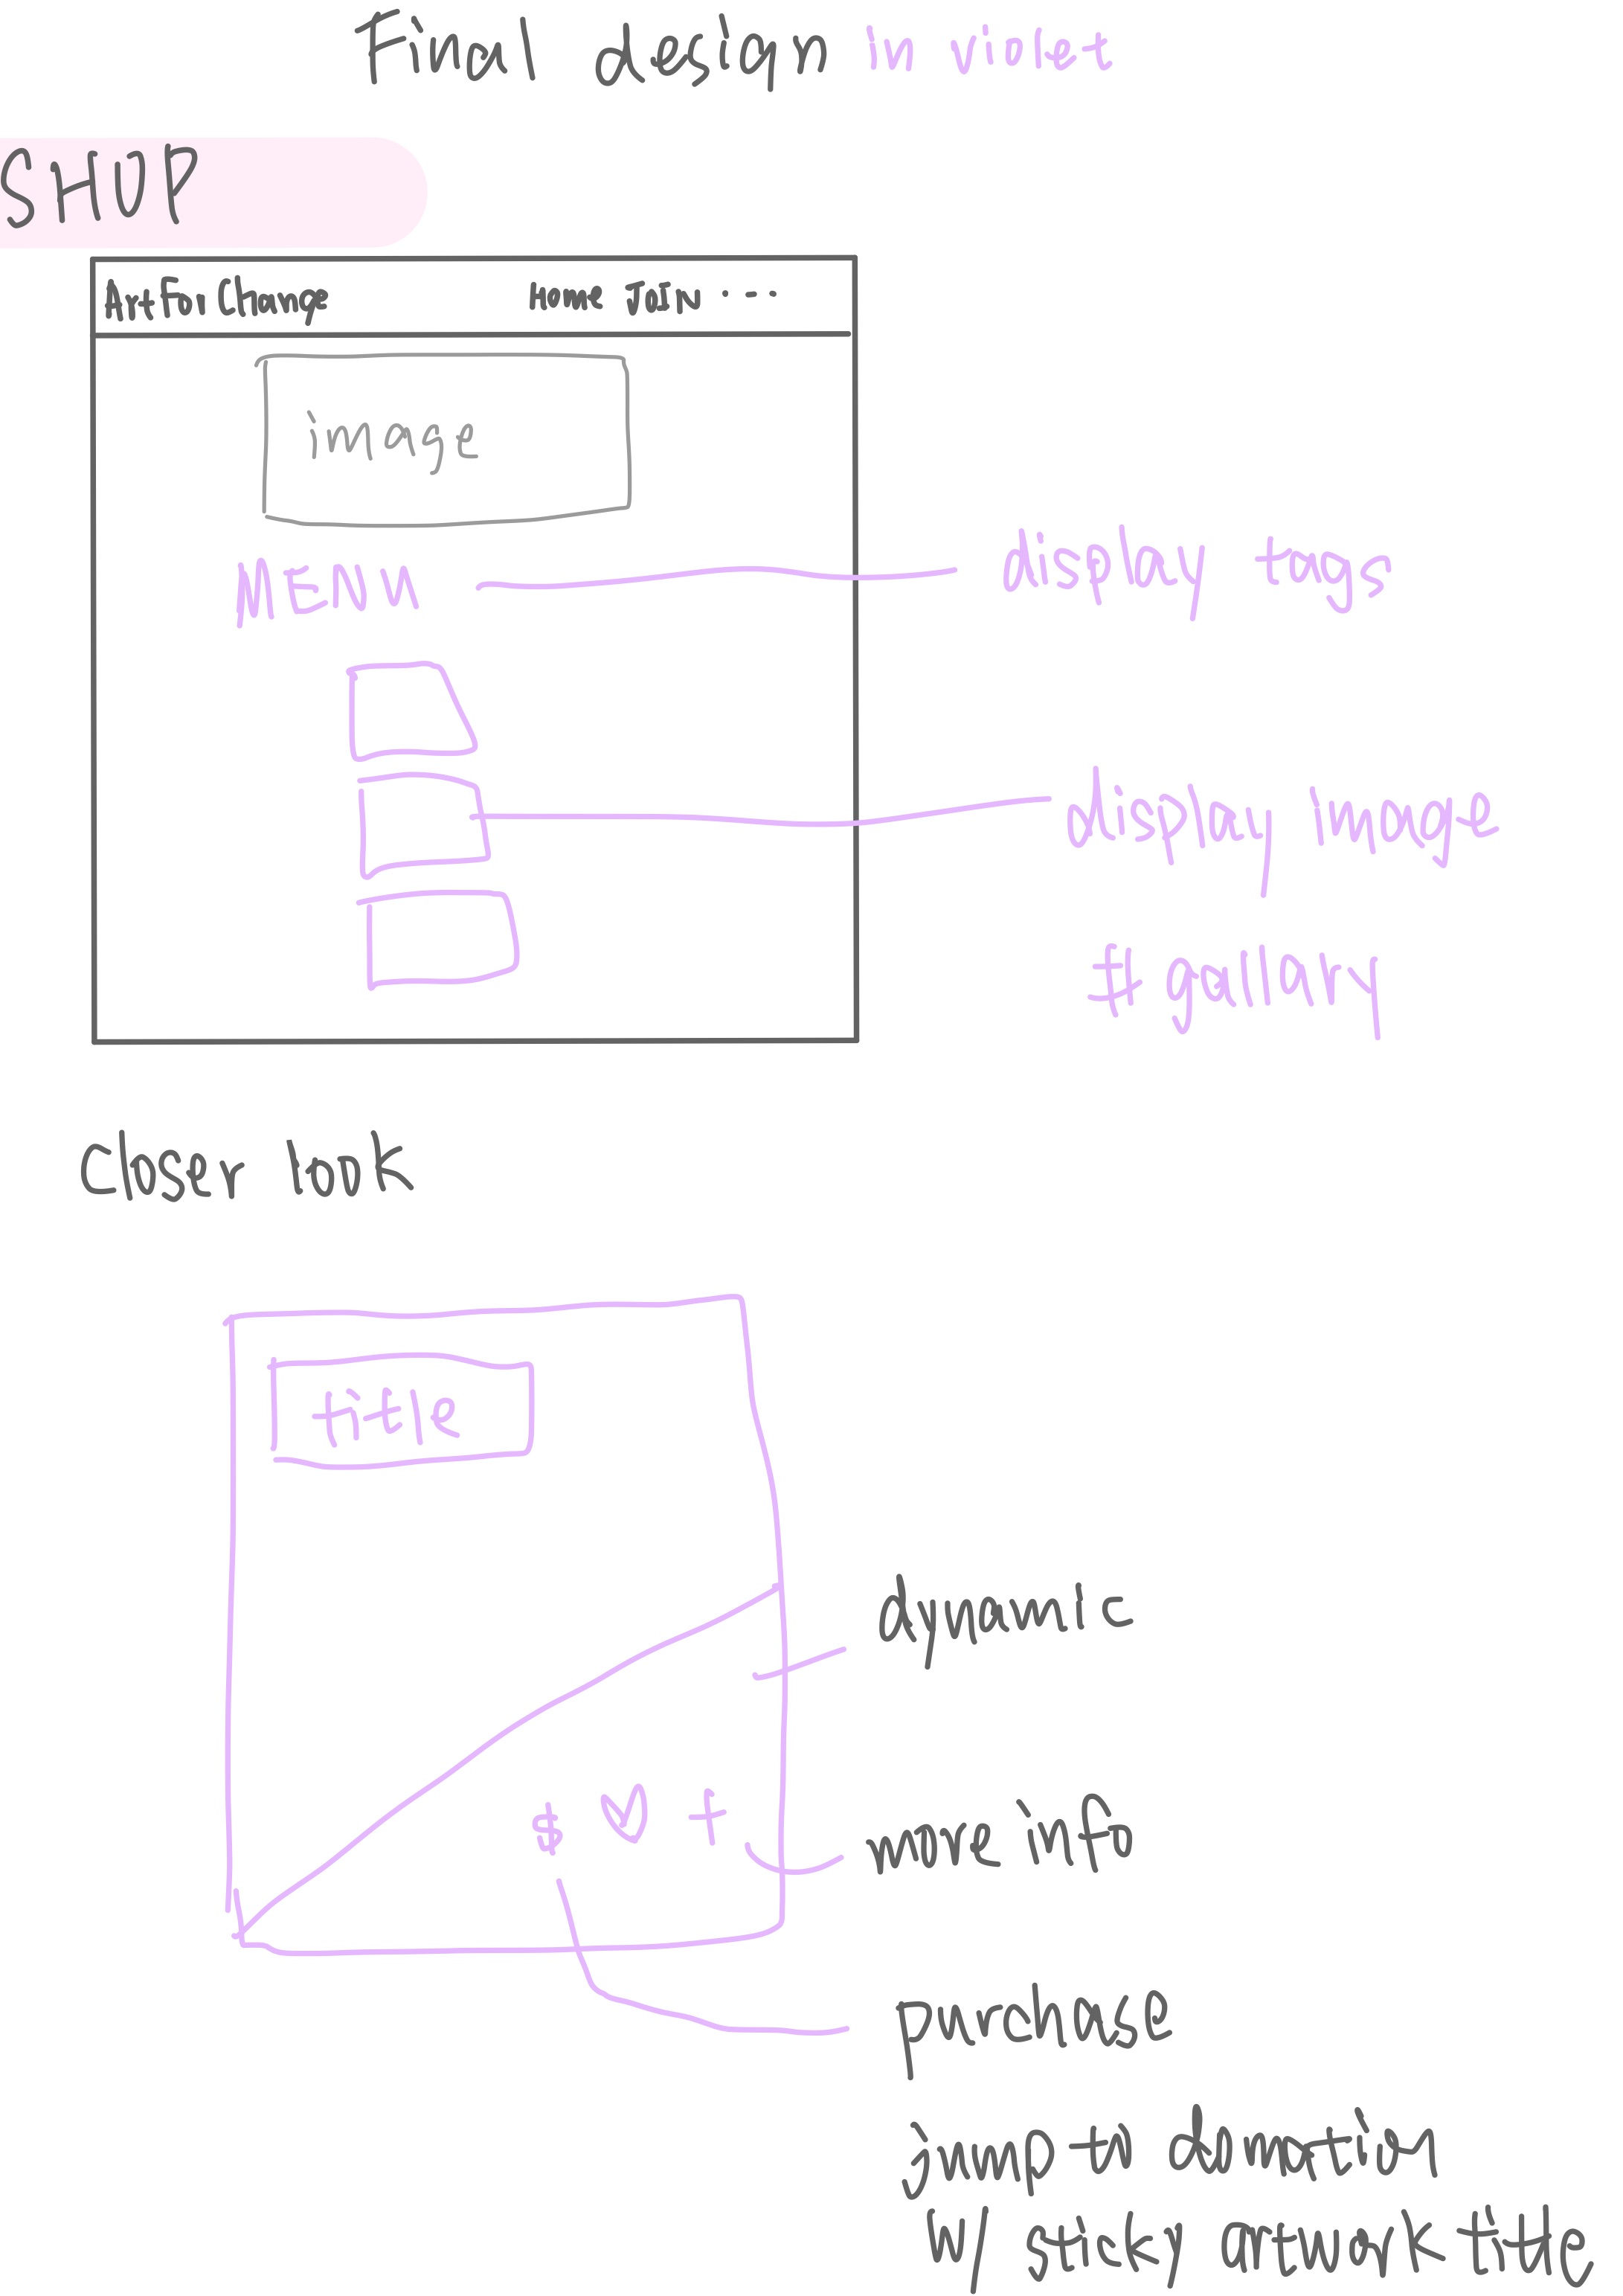 Final design in violet
SHOP
ArtForChange Home Join ...
image
MENU
display tags
display image
# gallary
Closer look
title
dynamic
$ ♡ +
more info
purchase
jump to donation
w/ sticky artwork title